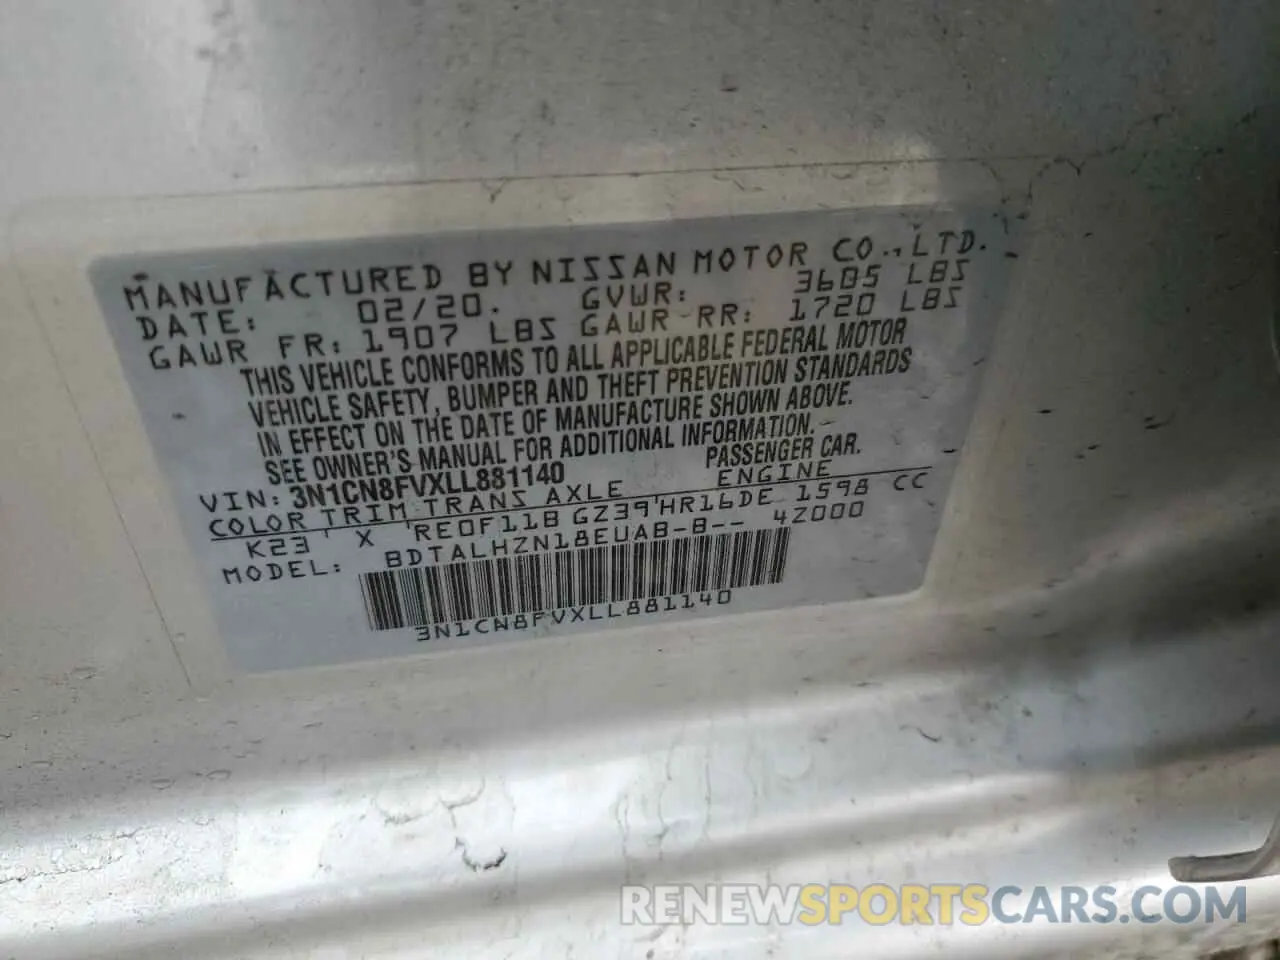 MANUFACTURED BY NISSAN MOTOR CO., LTD.
DATE: 02/20. GVWR: 3685 LBS
GAWR FR: 1907 LBS GAWR RR: 1720 LBS
THIS VEHICLE CONFORMS TO ALL APPLICABLE FEDERAL MOTOR
VEHICLE SAFETY, BUMPER AND THEFT PREVENTION STANDARDS
IN EFFECT ON THE DATE OF MANUFACTURE SHOWN ABOVE.
SEE OWNER'S MANUAL FOR ADDITIONAL INFORMATION.
VIN: 3N1CN8FVXLL881140 PASSENGER CAR.
COLOR TRIM TRANS AXLE ENGINE
K23 X RE0F11B GZ39 HR16DE 1598 CC
MODEL: BDTALHZN18EUAB-B-- 4Z000
3N1CN8FVXLL881140
RENEWSPORTSCARS.COM